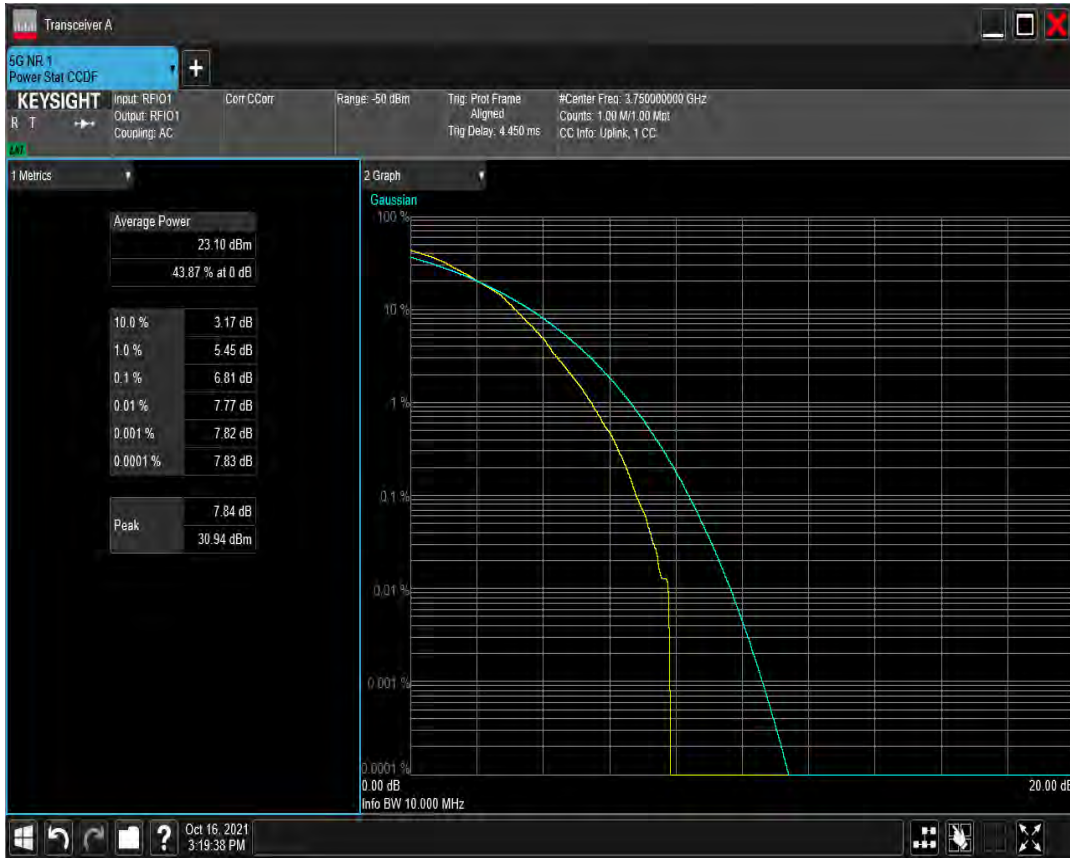 Transceiver A
5G NR 1
Power Stat CCDF
+
KEYSIGHT
R T
LXI
Input: RFIO1
Output: RFIO1
Coupling: AC
Corr CCorr
Range: -50 dBm
Trig: Prot Frame
Aligned
Trig Delay: 4.450 ms
#Center Freq: 3.750000000 GHz
Counts: 1.00 M/1.00 Mpt
CC Info: Uplink, 1 CC
1 Metrics
Average Power
23.10 dBm
43.87 % at 0 dB
10.0 % 3.17 dB
1.0 % 5.45 dB
0.1 % 6.81 dB
0.01 % 7.77 dB
0.001 % 7.82 dB
0.0001 % 7.83 dB
Peak 7.84 dB
30.94 dBm
2 Graph
Gaussian
100 %
10 %
1 %
0.1 %
0.01 %
0.001 %
0.0001 %
0.00 dB
20.00 dB
Info BW 10.000 MHz
?
Oct 16, 2021
3:19:38 PM